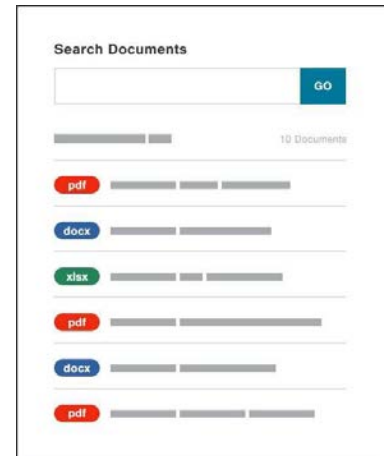 Search Documents
GO
10 Documents
pdf
docx
xlsx
pdf
docx
pdf